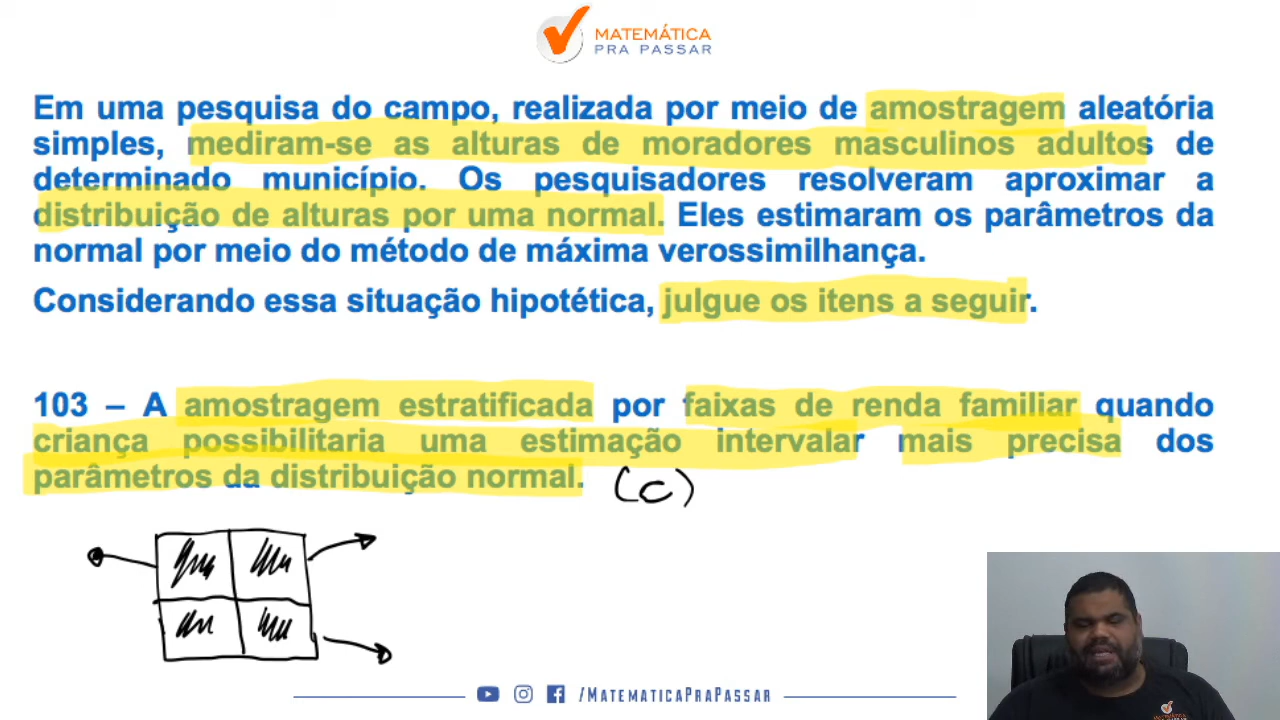 MATEMÁTICA
PRA PASSAR
Em uma pesquisa do campo, realizada por meio de amostragem aleatória
simples, mediram-se as alturas de moradores masculinos adultos de
determinado município. Os pesquisadores resolveram aproximar a
distribuição de alturas por uma normal. Eles estimaram os parâmetros da
normal por meio do método de máxima verossimilhança.
Considerando essa situação hipotética, julgue os itens a seguir.
103 – A amostragem estratificada por faixas de renda familiar quando
criança possibilitaria uma estimação intervalar mais precisa dos
parâmetros da distribuição normal. (C)
/MATEMATICAPRAPASSAR